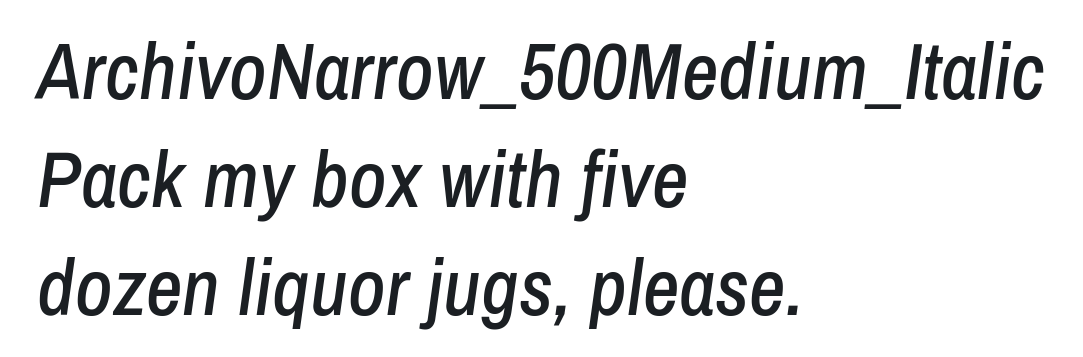 ArchivoNarrow_500Medium_Italic
Pack my box with five
dozen liquor jugs, please.